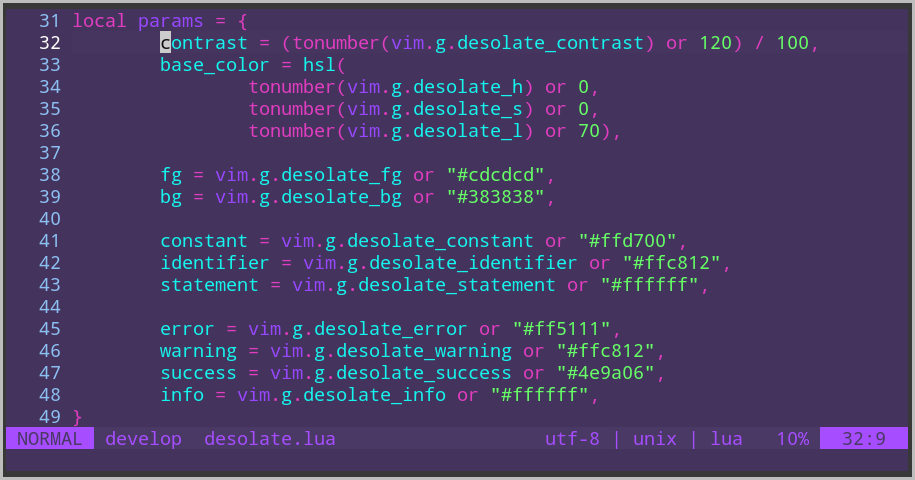 31 local params = {
32         contrast = (tonumber(vim.g.desolate_contrast) or 120) / 100,
33         base_color = hsl(
34                 tonumber(vim.g.desolate_h) or 0,
35                 tonumber(vim.g.desolate_s) or 0,
36                 tonumber(vim.g.desolate_l) or 70),
37
38         fg = vim.g.desolate_fg or "#cdcdcd",
39         bg = vim.g.desolate_bg or "#383838",
40
41         constant = vim.g.desolate_constant or "#ffd700",
42         identifier = vim.g.desolate_identifier or "#ffc812",
43         statement = vim.g.desolate_statement or "#ffffff",
44
45         error = vim.g.desolate_error or "#ff5111",
46         warning = vim.g.desolate_warning or "#ffc812",
47         success = vim.g.desolate_success or "#4e9a06",
48         info = vim.g.desolate_info or "#ffffff",
49 }
NORMAL  develop  desolate.lua                   utf-8 | unix | lua   10%   32:9